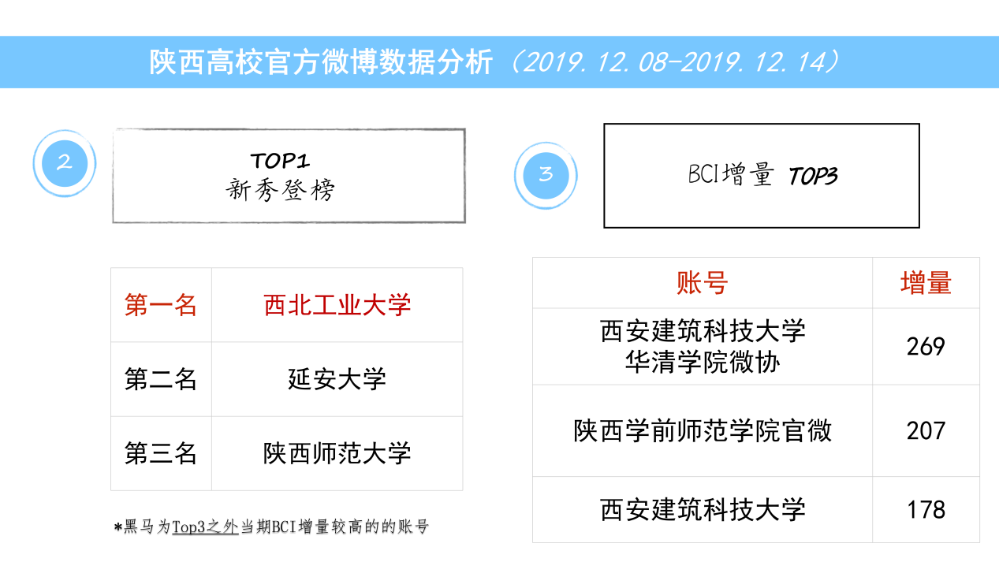 陕西高校官方微博数据分析（2019.12.08-2019.12.14）
2
TOP1
新秀登榜
第一名 西北工业大学
第二名 延安大学
第三名 陕西师范大学
*黑马为Top3之外当期BCI增量较高的的账号
3
BCI增量 TOP3
账号 增量
西安建筑科技大学
华清学院微协 269
陕西学前师范学院官微 207
西安建筑科技大学 178